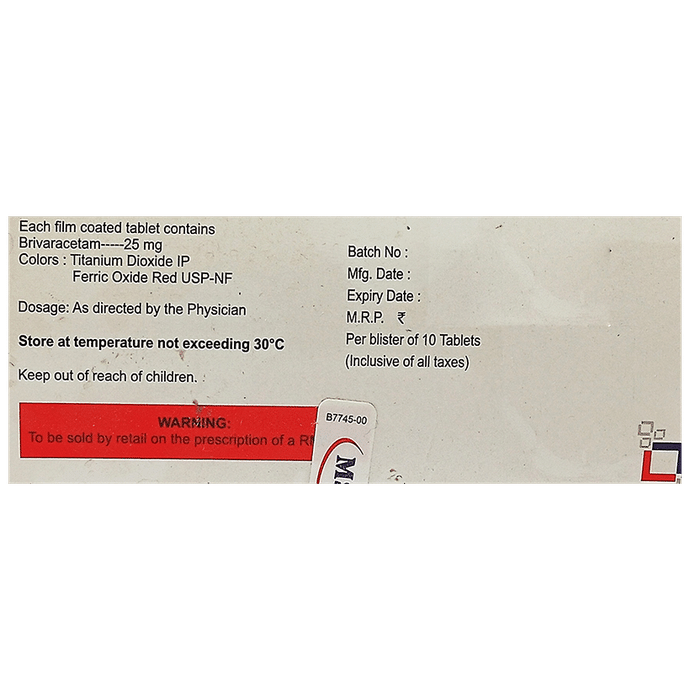 Each film coated tablet contains
Brivaracetam-----25 mg
Colors : Titanium Dioxide IP
Ferric Oxide Red USP-NF
Dosage: As directed by the Physician
Store at temperature not exceeding 30°C
Keep out of reach of children.
WARNING:
To be sold by retail on the prescription of a
Batch No :
Mfg. Date :
Expiry Date :
M.R.P. ₹
Per blister of 10 Tablets
(Inclusive of all taxes)
B7745-00